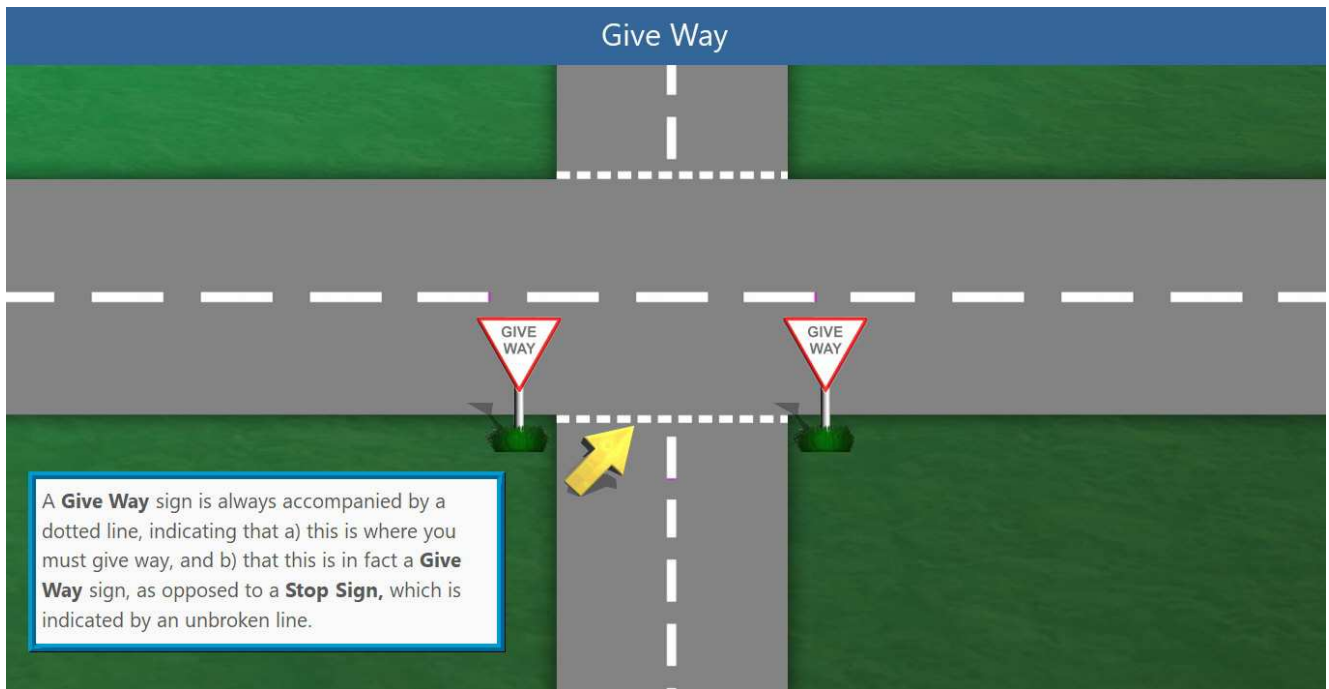 Give Way
GIVE
WAY
GIVE
WAY
A Give Way sign is always accompanied by a
dotted line, indicating that a) this is where you
must give way, and b) that this is in fact a Give
Way sign, as opposed to a Stop Sign, which is
indicated by an unbroken line.